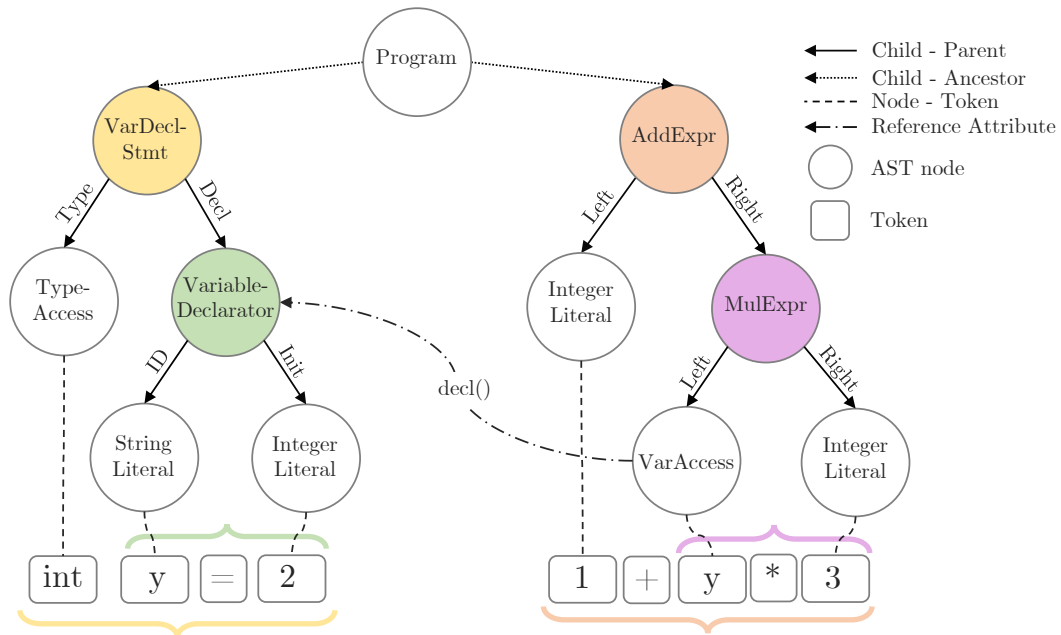 Program
Child - Parent
Child - Ancestor
Node - Token
Reference Attribute
AST node
Token
VarDecl-
Stmt
AddExpr
Type
Decl
Left
Right
Type-
Access
Variable-
Declarator
Integer
Literal
MulExpr
ID
Init
decl()
Left
Right
String
Literal
Integer
Literal
VarAccess
Integer
Literal
int
y
=
2
1
+
y
*
3